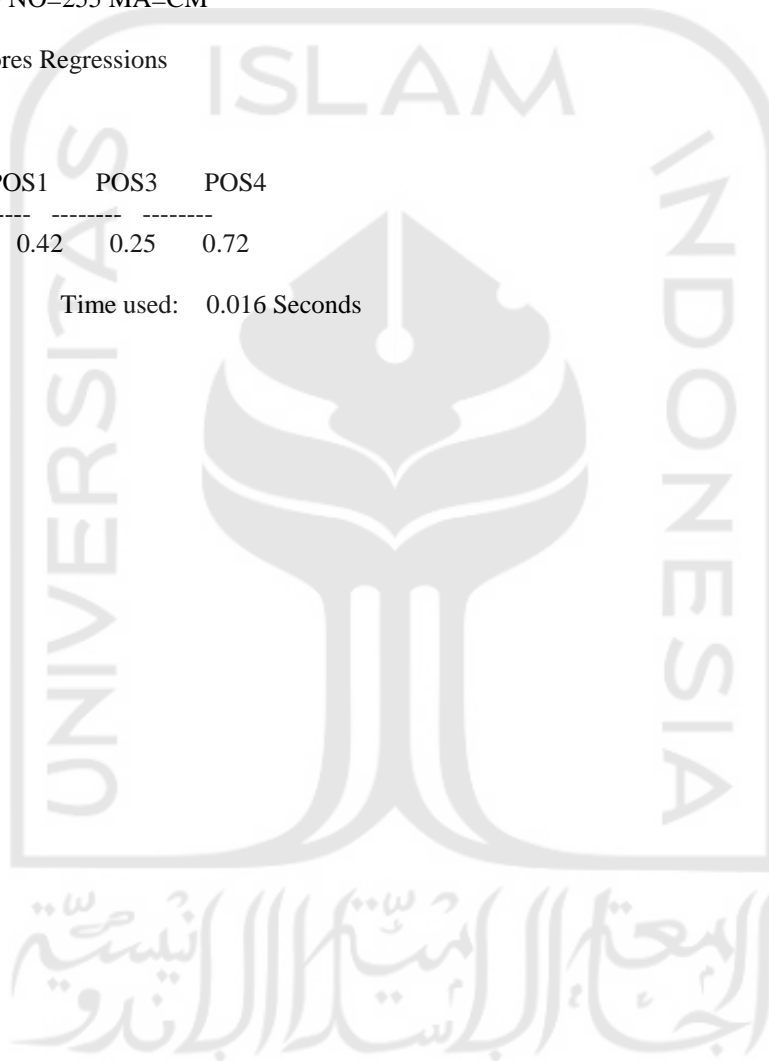 NO=255 MA=CM
ores Regressions
POS1 POS3 POS4
---- -------- --------
0.42 0.25 0.72
Time used: 0.016 Seconds
ISLAM
UNIVERSITAS
INDONESIA